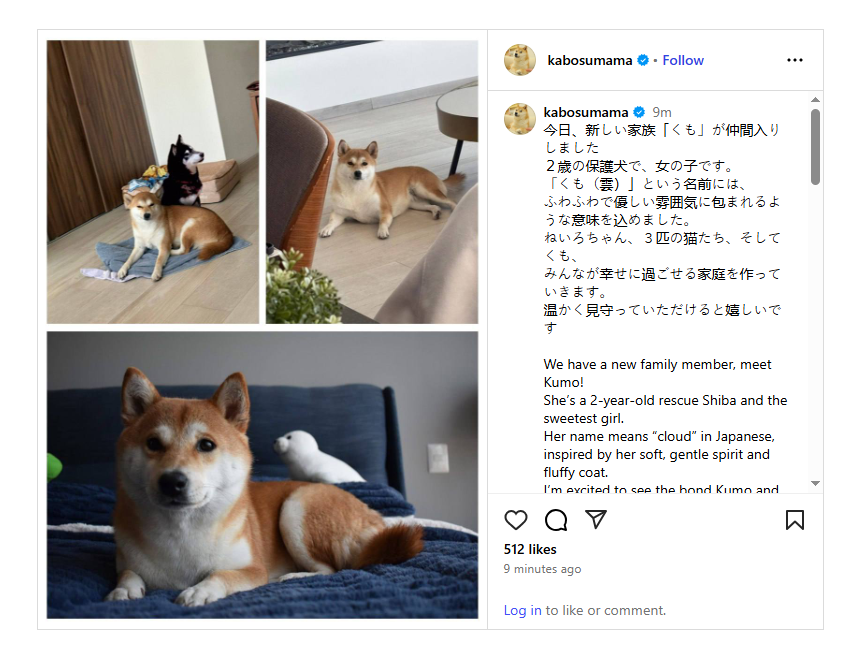 kabosumama • Follow
kabosumama 9m
今日、新しい家族「くも」が仲間入り
しました
２歳の保護犬で、女の子です。
「くも（雲）」という名前には、
ふわふわで優しい雰囲気に包まれるよ
うな意味を込めました。
ねいろちゃん、３匹の猫たち、そして
くも、
みんなが幸せに過ごせる家庭を作って
いきます。
温かく見守っていただけると嬉しいで
す
We have a new family member, meet
Kumo!
She’s a 2-year-old rescue Shiba and the
sweetest girl.
Her name means “cloud” in Japanese,
inspired by her soft, gentle spirit and
fluffy coat.
I’m excited to see the bond Kumo and
512 likes
9 minutes ago
Log in to like or comment.